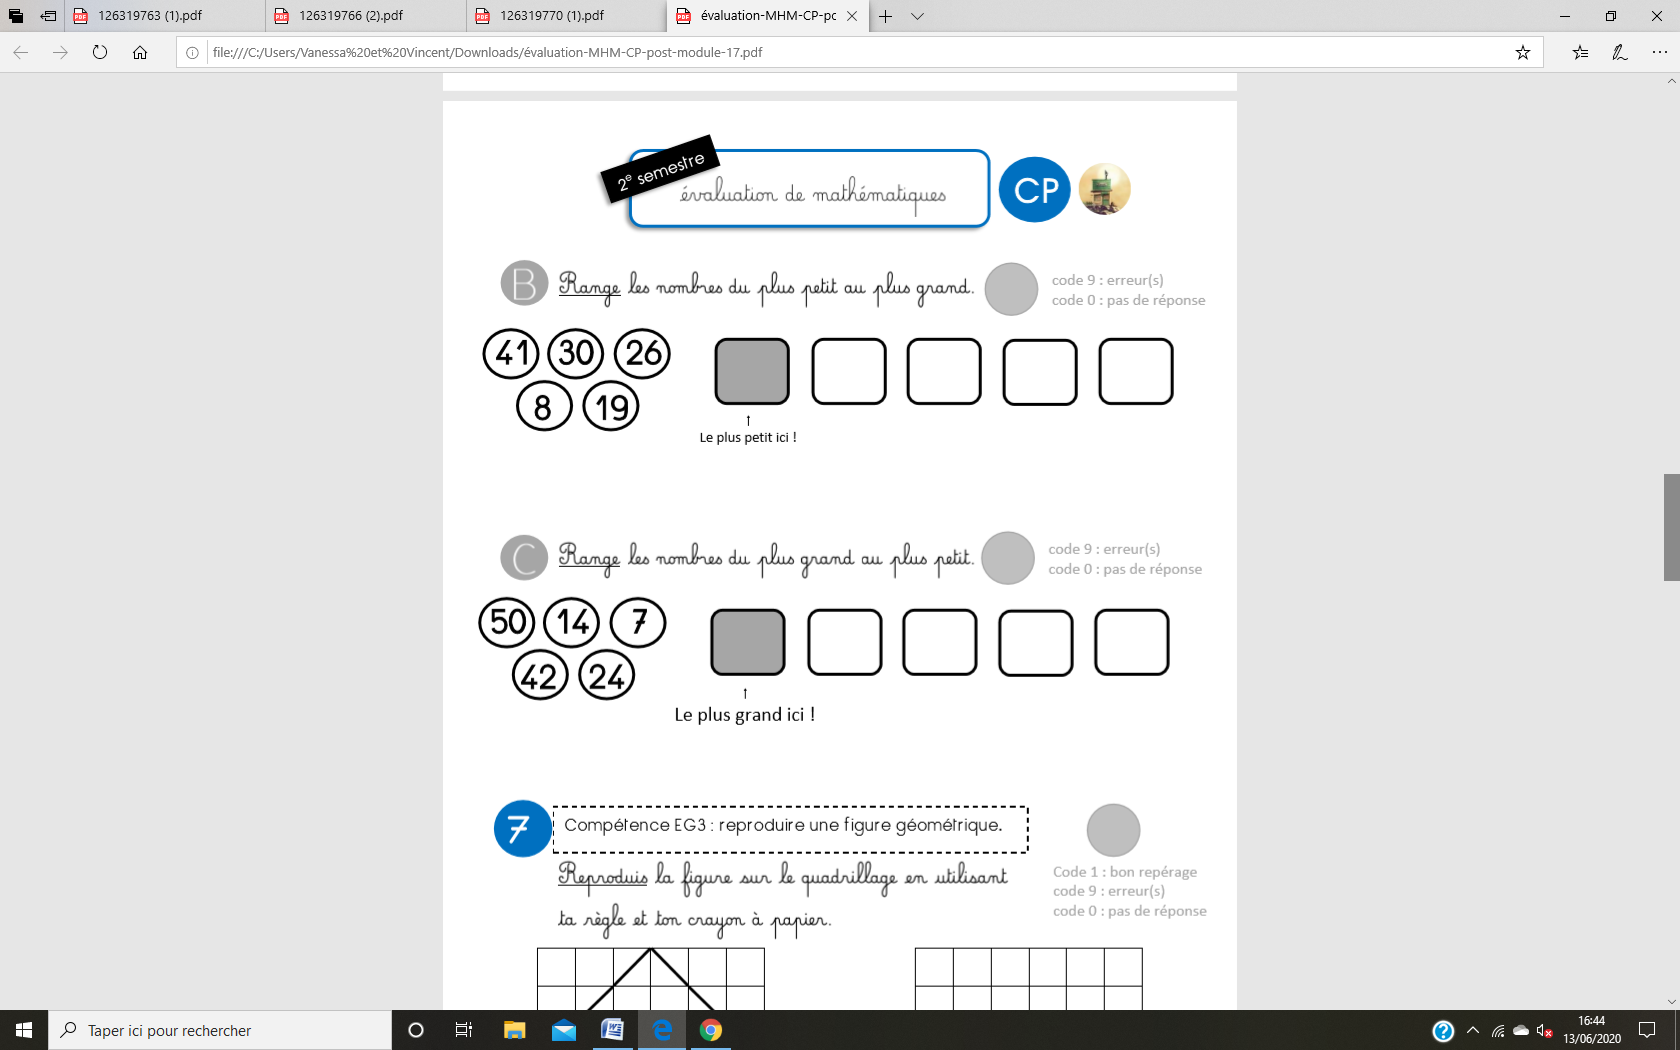 126319763 (1).pdf
126319766 (2).pdf
126319770 (1).pdf
évaluation-MHM-CP-po
file:///C:/Users/Vanessa%20et%20Vincent/Downloads/évaluation-MHM-CP-post-module-17.pdf
2e semestre
évaluation de mathématiques
CP
B
Range les nombres du plus petit au plus grand.
code 9 : erreur(s)
code 0 : pas de réponse
41 30 26
8 19
↑
Le plus petit ici !
C
Range les nombres du plus grand au plus petit.
code 9 : erreur(s)
code 0 : pas de réponse
50 14 7
42 24
↑
Le plus grand ici !
7
Compétence EG3 : reproduire une figure géométrique.
Reproduis la figure sur le quadrillage en utilisant
ta règle et ton crayon à papier.
Code 1 : bon repérage
code 9 : erreur(s)
code 0 : pas de réponse
Taper ici pour rechercher
16:44
13/06/2020